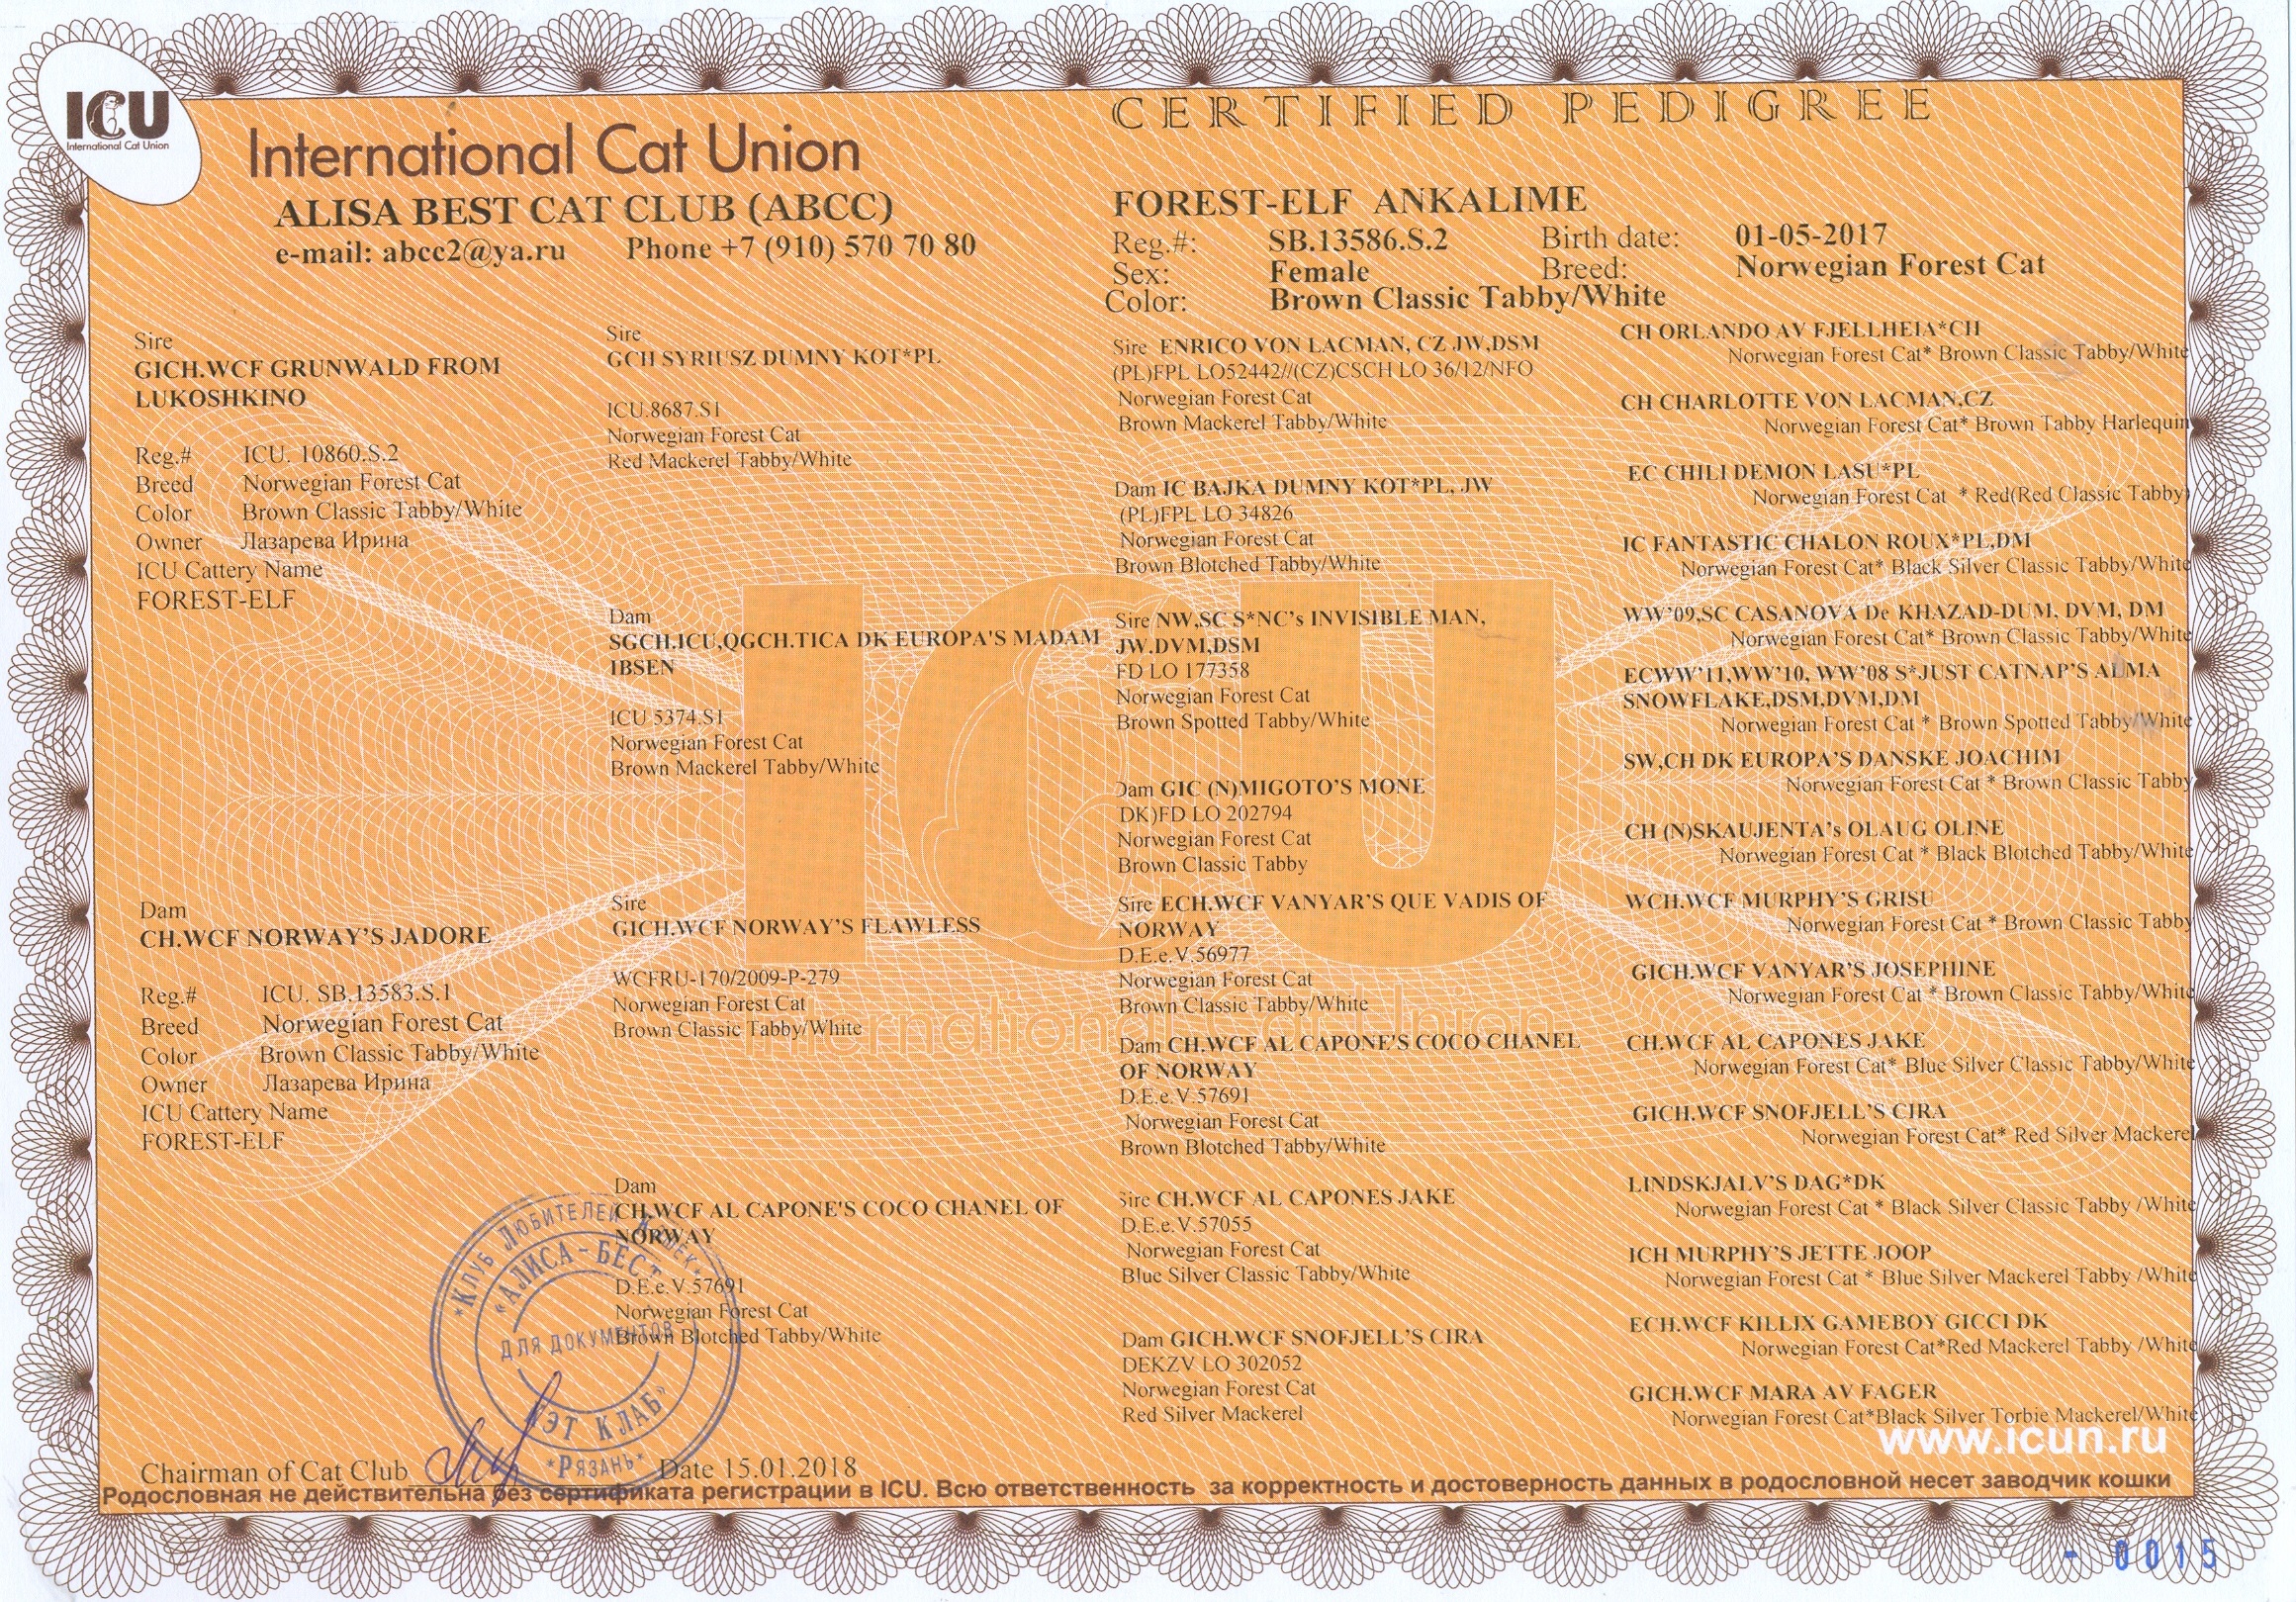 ICU
International Cat Union
International Cat Union
ALISA BEST CAT CLUB (ABCC)
e-mail: abcc2@ya.ru Phone +7 (910) 570 70 80
CERTIFIED PEDIGREE
FOREST-ELF ANKALIME
Reg.#: SB.13586.S.2 Birth date: 01-05-2017
Sex: Female Breed: Norwegian Forest Cat
Color: Brown Classic Tabby/White
Sire
GICH.WCF GRUNWALD FROM
LUKOSHKINO
Reg.# ICU. 10860.S.2
Breed Norwegian Forest Cat
Color Brown Classic Tabby/White
Owner Лазарева Ирина
ICU Cattery Name
FOREST-ELF
Dam
CH.WCF NORWAY'S JADORE
Reg.# ICU. SB.13583.S.1
Breed Norwegian Forest Cat
Color Brown Classic Tabby/White
Owner Лазарева Ирина
ICU Cattery Name
FOREST-ELF
Sire
GCH SYRIUSZ DUMNY KOT*PL
ICU.8687.S1
Norwegian Forest Cat
Red Mackerel Tabby/White
Dam
SGCH.ICU,QGCH.TICA DK EUROPA'S MADAM
IBSEN
ICU 5374.S1
Norwegian Forest Cat
Brown Mackerel Tabby/White
Sire
GICH.WCF NORWAY'S FLAWLESS
WCFRU-170/2009-P-279
Norwegian Forest Cat
Brown Classic Tabby/White
Dam
CH.WCF AL CAPONE'S COCO CHANEL OF
NORWAY
D.E.e.V.57691
Norwegian Forest Cat
Brown Blotched Tabby/White
Sire ENRICO VON LACMAN, CZ JW,DSM
(PL)FPL LO52442//(CZ)CSCH LO 36/12/NFO
Norwegian Forest Cat
Brown Mackerel Tabby/White
Dam IC BAJKA DUMNY KOT*PL, JW
(PL)FPL LO 34826
Norwegian Forest Cat
Brown Blotched Tabby/White
Sire NW,SC S*NC's INVISIBLE MAN,
JW.DVM,DSM
FD LO 177358
Norwegian Forest Cat
Brown Spotted Tabby/White
Dam GIC (N)MIGOTO'S MONE
DK)FD LO 202794
Norwegian Forest Cat
Brown Classic Tabby
Sire ECH.WCF VANYAR'S QUE VADIS OF
NORWAY
D.E.e.V.56977
Norwegian Forest Cat
Brown Classic Tabby/White
Dam CH.WCF AL CAPONE'S COCO CHANEL
OF NORWAY
D.E.e.V.57691
Norwegian Forest Cat
Brown Blotched Tabby/White
Sire CH.WCF AL CAPONES JAKE
D.E.e.V.57055
Norwegian Forest Cat
Blue Silver Classic Tabby/White
Dam GICH.WCF SNOFJELL'S CIRA
DEKZV LO 302052
Norwegian Forest Cat
Red Silver Mackerel
CH ORLANDO AV FJELLHEIA*CH
Norwegian Forest Cat* Brown Classic Tabby/White
CH CHARLOTTE VON LACMAN,CZ
Norwegian Forest Cat* Brown Tabby Harlequin
EC CHILI DEMON LASU*PL
Norwegian Forest Cat * Red(Red Classic Tabby)
IC FANTASTIC CHALON ROUX*PL,DM
Norwegian Forest Cat* Black Silver Classic Tabby/White
WW'09,SC CASANOVA De KHAZAD-DUM, DVM, DM
Norwegian Forest Cat* Brown Classic Tabby/White
ECWW'11,WW'10, WW'08 S*JUST CATNAP'S ALMA
SNOWFLAKE,DSM,DVM,DM
Norwegian Forest Cat * Brown Spotted Tabby/White
SW,CH DK EUROPA'S DANSKE JOACHIM
Norwegian Forest Cat * Brown Classic Tabby
CH (N)SKAUJENTA's OLAUG OLINE
Norwegian Forest Cat * Black Blotched Tabby/White
WCH.WCF MURPHY'S GRISU
Norwegian Forest Cat * Brown Classic Tabby
GICH.WCF VANYAR'S JOSEPHINE
Norwegian Forest Cat * Brown Classic Tabby/White
CH.WCF AL CAPONES JAKE
Norwegian Forest Cat* Blue Silver Classic Tabby/White
GICH.WCF SNOFJELL'S CIRA
Norwegian Forest Cat* Red Silver Mackerel
LINDSKJALV'S DAG*DK
Norwegian Forest Cat * Black Silver Classic Tabby/White
ICH MURPHY'S JETTE JOOP
Norwegian Forest Cat * Blue Silver Mackerel Tabby /White
ECH.WCF KILLIX GAMEBOY GICCI DK
Norwegian Forest Cat*Red Mackerel Tabby /White
GICH.WCF MARA AV FAGER
Norwegian Forest Cat*Black Silver Torbie Mackerel/White
ICU
International Cat Union
*КЛУБ ЛЮБИТЕЛЕЙ КОШЕК*
«АЛИСА-БЕСТ
ДЛЯ ДОКУМЕНТОВ
КЭТ КЛАБ»
*РЯЗАНЬ*
www.icun.ru
Chairman of Cat Club Date 15.01.2018
Родословная не действительна без сертификата регистрации в ICU. Всю ответственность за корректность и достоверность данных в родословной несет заводчик кошки
- 0015